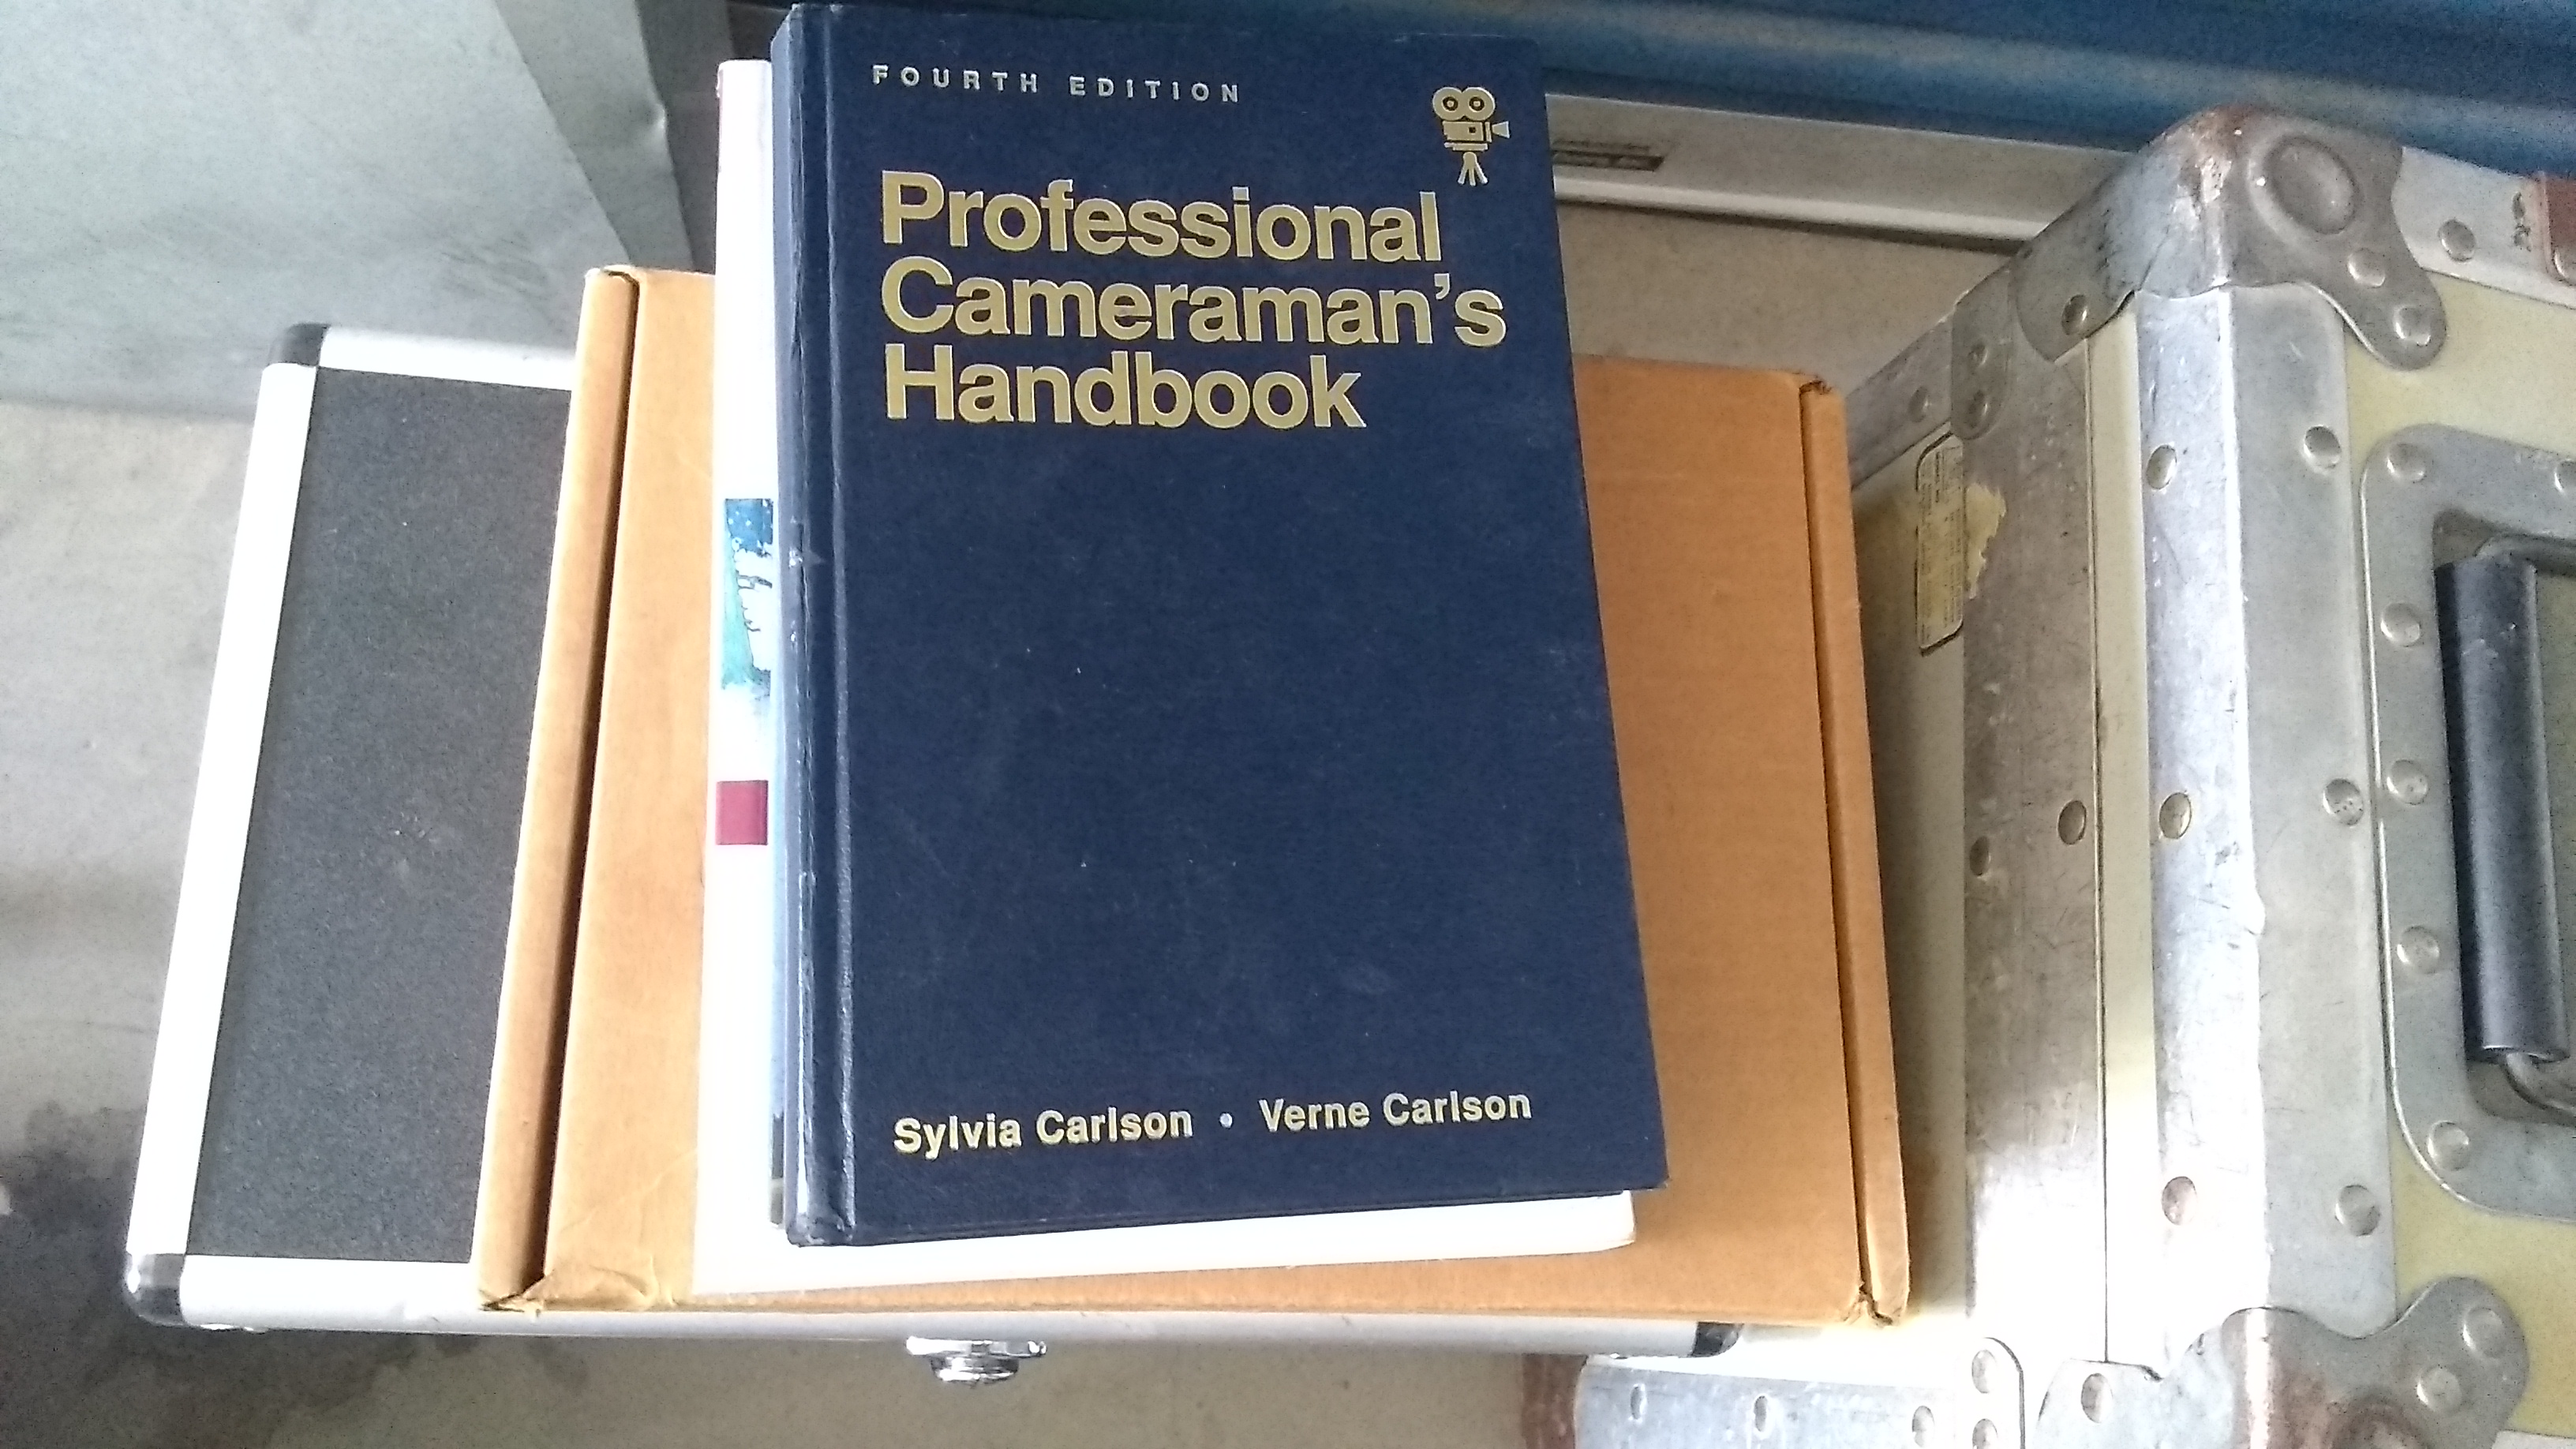 FOURTH EDITION
Professional
Cameraman's
Handbook
Sylvia Carlson • Verne Carlson